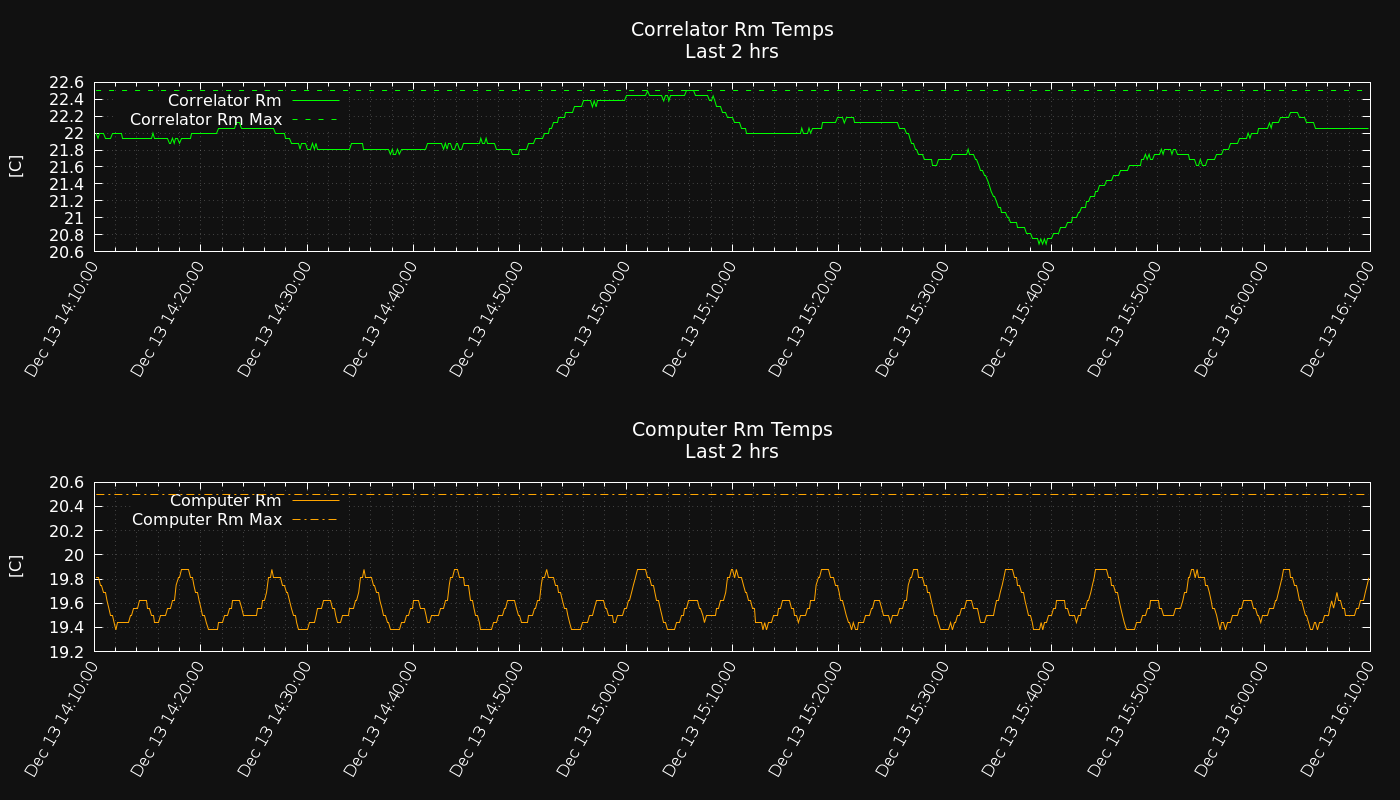 Correlator Rm Temps
Last 2 hrs
22.6
22.4
22.2
22
21.8
21.6
21.4
21.2
21
20.8
20.6
[C]
Correlator Rm
Correlator Rm Max
Dec 13 14:10:00
Dec 13 14:20:00
Dec 13 14:30:00
Dec 13 14:40:00
Dec 13 14:50:00
Dec 13 15:00:00
Dec 13 15:10:00
Dec 13 15:20:00
Dec 13 15:30:00
Dec 13 15:40:00
Dec 13 15:50:00
Dec 13 16:00:00
Dec 13 16:10:00
Computer Rm Temps
Last 2 hrs
20.6
20.4
20.2
20
19.8
19.6
19.4
19.2
[C]
Computer Rm
Computer Rm Max
Dec 13 14:10:00
Dec 13 14:20:00
Dec 13 14:30:00
Dec 13 14:40:00
Dec 13 14:50:00
Dec 13 15:00:00
Dec 13 15:10:00
Dec 13 15:20:00
Dec 13 15:30:00
Dec 13 15:40:00
Dec 13 15:50:00
Dec 13 16:00:00
Dec 13 16:10:00